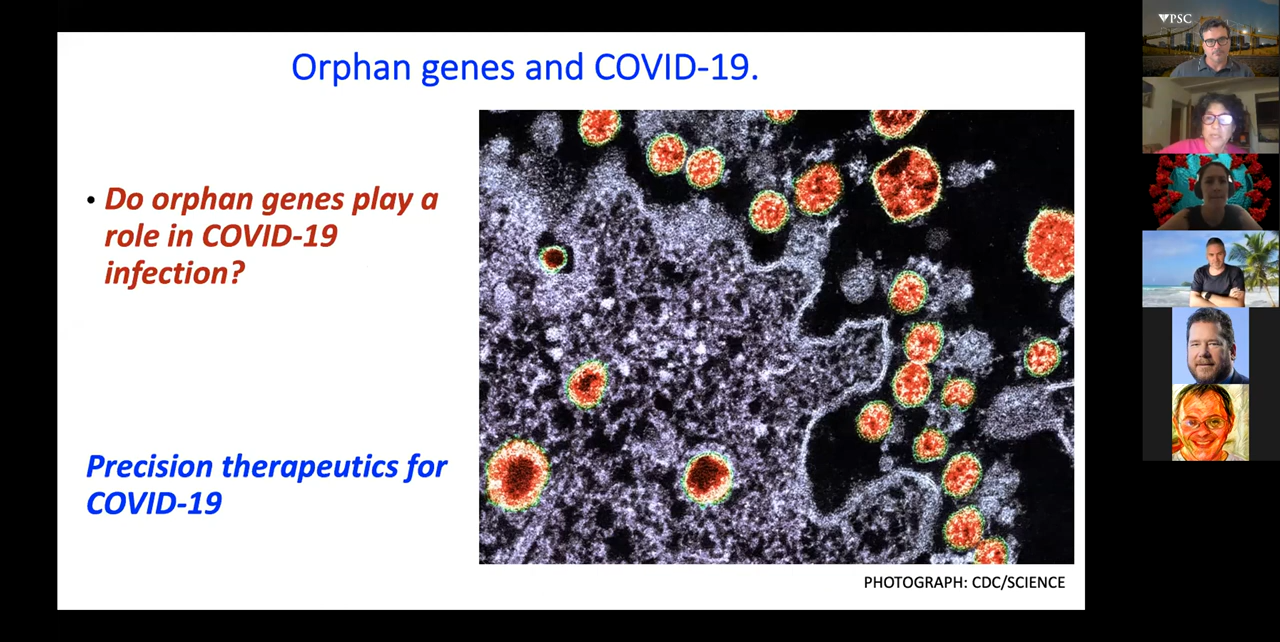 Orphan genes and COVID-19.
• Do orphan genes play a
role in COVID-19
infection?
Precision therapeutics for
COVID-19
PHOTOGRAPH: CDC/SCIENCE
PSC